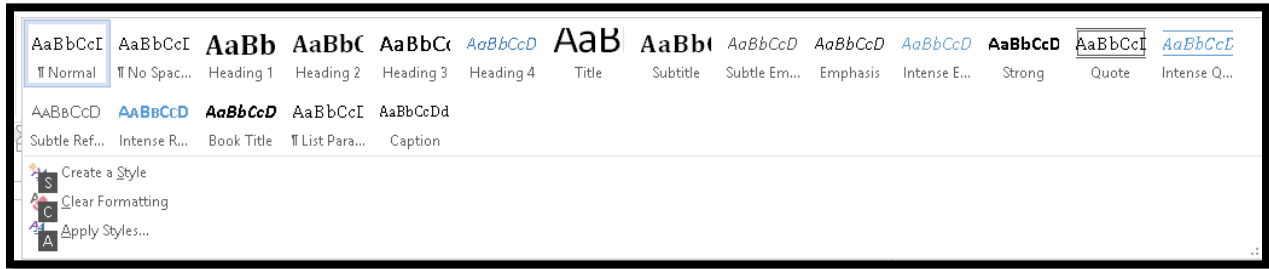 AaBbCcI AaBbCcI AaBb AaBb( AaBbC( AaBbCcD AaB AaBb( AaBbCcD AaBbCcD AaBbCcD AaBbCcD AaBbCcI AaBbCcD
¶ Normal ¶ No Spac... Heading 1 Heading 2 Heading 3 Heading 4 Title Subtitle Subtle Em... Emphasis Intense E... Strong Quote Intense Q...
AABBCCD AABBCCD AaBbCcD AaBbCcI AaBbCcDd
Subtle Ref... Intense R... Book Title ¶ List Para... Caption
Create a Style
S
Clear Formatting
C
Apply Styles...
A